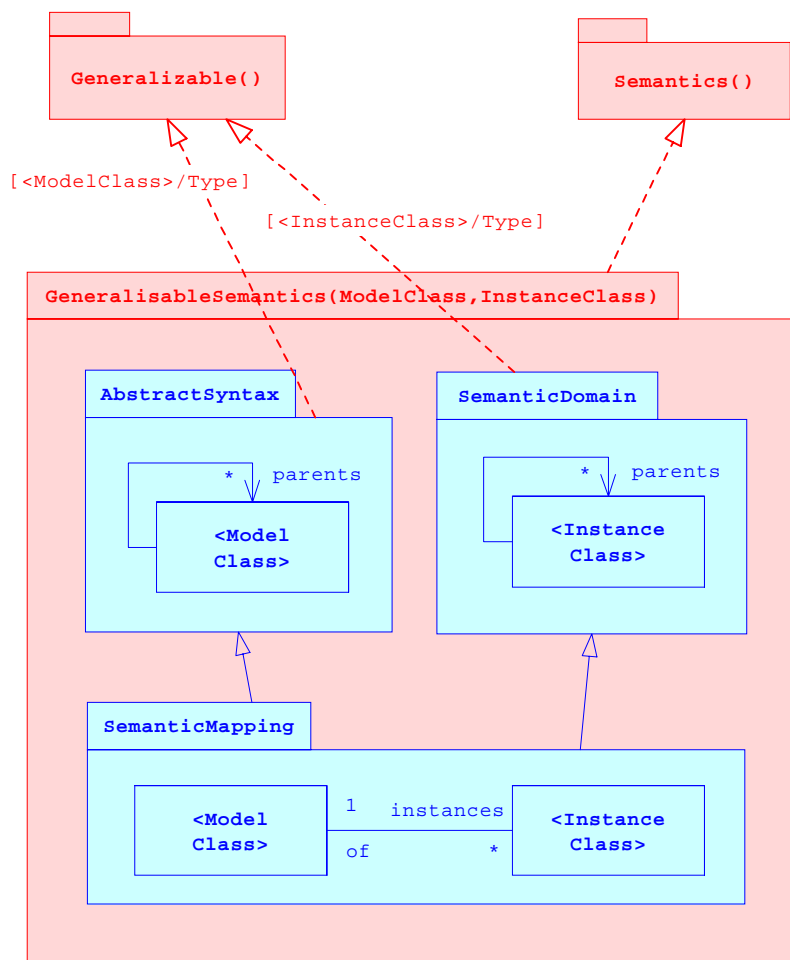 Generalizable()
Semantics()
[<ModelClass>/Type]
[<InstanceClass>/Type]
GeneralisableSemantics(ModelClass,InstanceClass)
AbstractSyntax
SemanticDomain
* parents
* parents
<Model
Class>
<Instance
Class>
SemanticMapping
<Model
Class>
1 instances
of *
<Instance
Class>